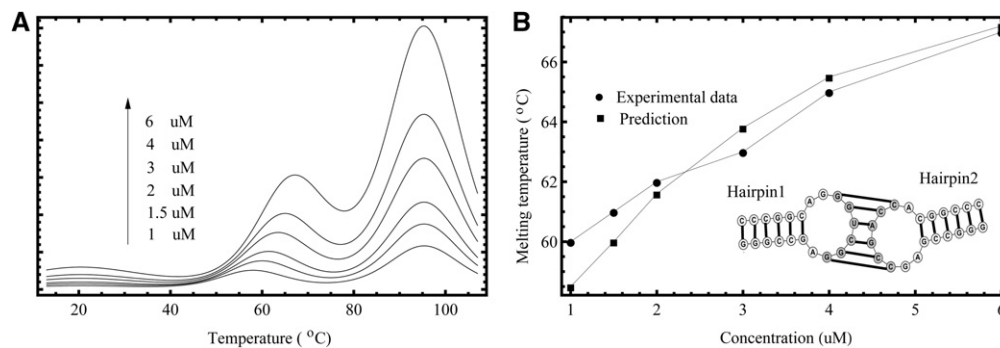 A
6 uM
4 uM
3 uM
2 uM
1.5 uM
1 uM
20 40 60 80 100
Temperature ( °C)
B
Melting temperature ( °C)
66
64
62
60
Experimental data
Prediction
Hairpin1
Hairpin2
1 2 3 4 5 6
Concentration (uM)